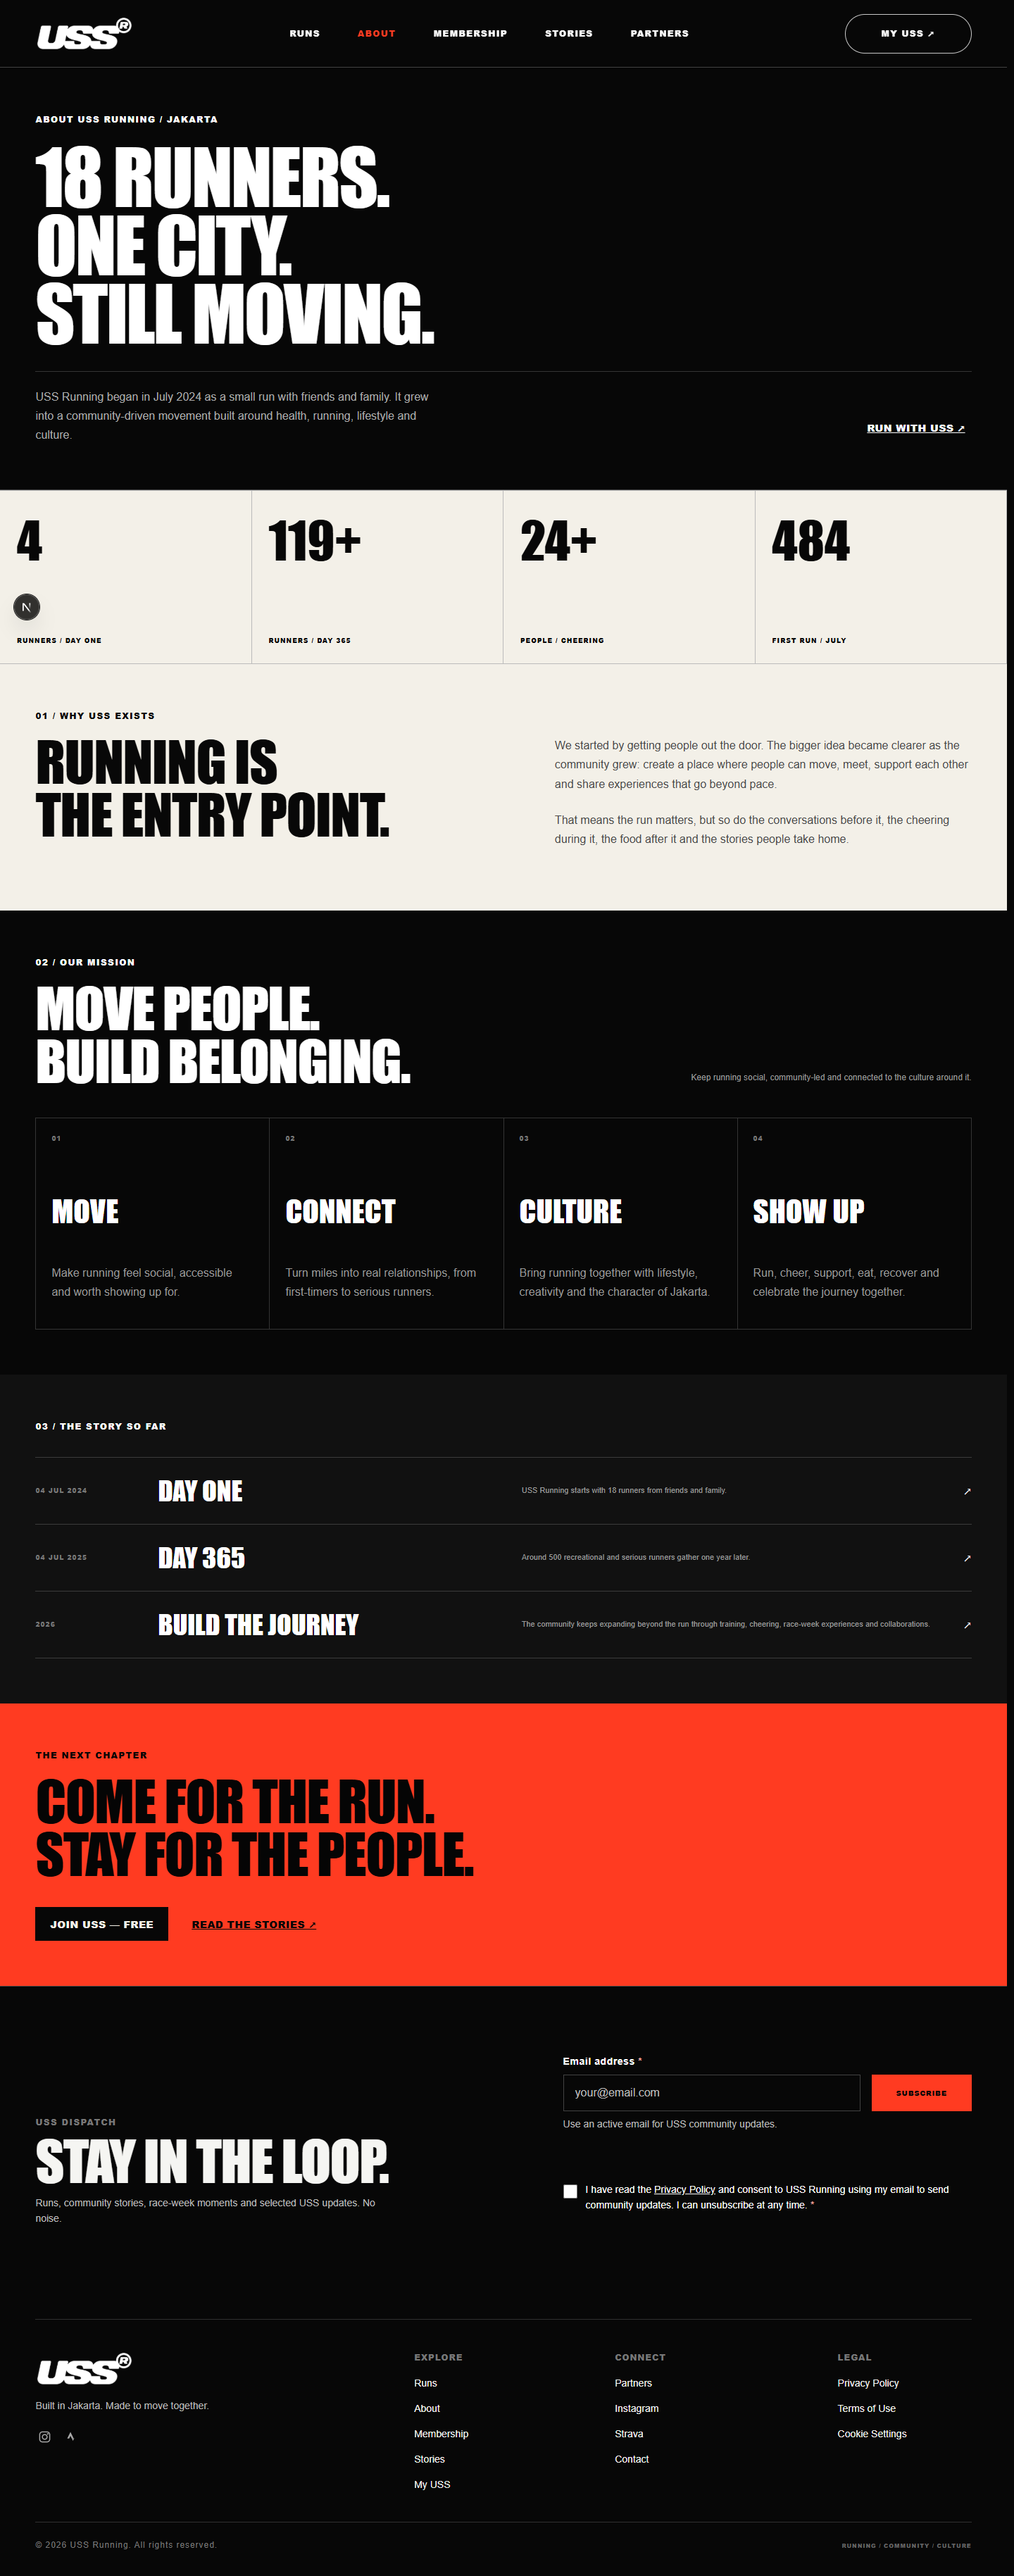 USS®
RUNS
ABOUT
MEMBERSHIP
STORIES
PARTNERS
MY USS ↗
ABOUT USS RUNNING / JAKARTA
18 RUNNERS.
ONE CITY.
STILL MOVING.
USS Running began in July 2024 as a small run with friends and family. It grew
into a community-driven movement built around health, running, lifestyle and
culture.
RUN WITH USS ↗
4
RUNNERS / DAY ONE
119+
RUNNERS / DAY 365
24+
PEOPLE / CHEERING
484
FIRST RUN / JULY
N
01 / WHY USS EXISTS
RUNNING IS
THE ENTRY POINT.
We started by getting people out the door. The bigger idea became clearer as the
community grew: create a place where people can move, meet, support each other
and share experiences that go beyond pace.
That means the run matters, but so do the conversations before it, the cheering
during it, the food after it and the stories people take home.
02 / OUR MISSION
MOVE PEOPLE.
BUILD BELONGING.
Keep running social, community-led and connected to the culture around it.
01
MOVE
Make running feel social, accessible
and worth showing up for.
02
CONNECT
Turn miles into real relationships, from
first-timers to serious runners.
03
CULTURE
Bring running together with lifestyle,
creativity and the character of Jakarta.
04
SHOW UP
Run, cheer, support, eat, recover and
celebrate the journey together.
03 / THE STORY SO FAR
04 JUL 2024
DAY ONE
USS Running starts with 18 runners from friends and family.
↗
04 JUL 2025
DAY 365
Around 500 recreational and serious runners gather one year later.
↗
2026
BUILD THE JOURNEY
The community keeps expanding beyond the run through training, cheering, race-week experiences and collaborations.
↗
THE NEXT CHAPTER
COME FOR THE RUN.
STAY FOR THE PEOPLE.
JOIN USS — FREE
READ THE STORIES ↗
USS DISPATCH
STAY IN THE LOOP.
Runs, community stories, race-week moments and selected USS updates. No
noise.
Email address *
your@email.com
SUBSCRIBE
Use an active email for USS community updates.
I have read the Privacy Policy and consent to USS Running using my email to send
community updates. I can unsubscribe at any time. *
USS®
Built in Jakarta. Made to move together.
EXPLORE
Runs
About
Membership
Stories
My USS
CONNECT
Partners
Instagram
Strava
Contact
LEGAL
Privacy Policy
Terms of Use
Cookie Settings
© 2026 USS Running. All rights reserved.
RUNNING / COMMUNITY / CULTURE